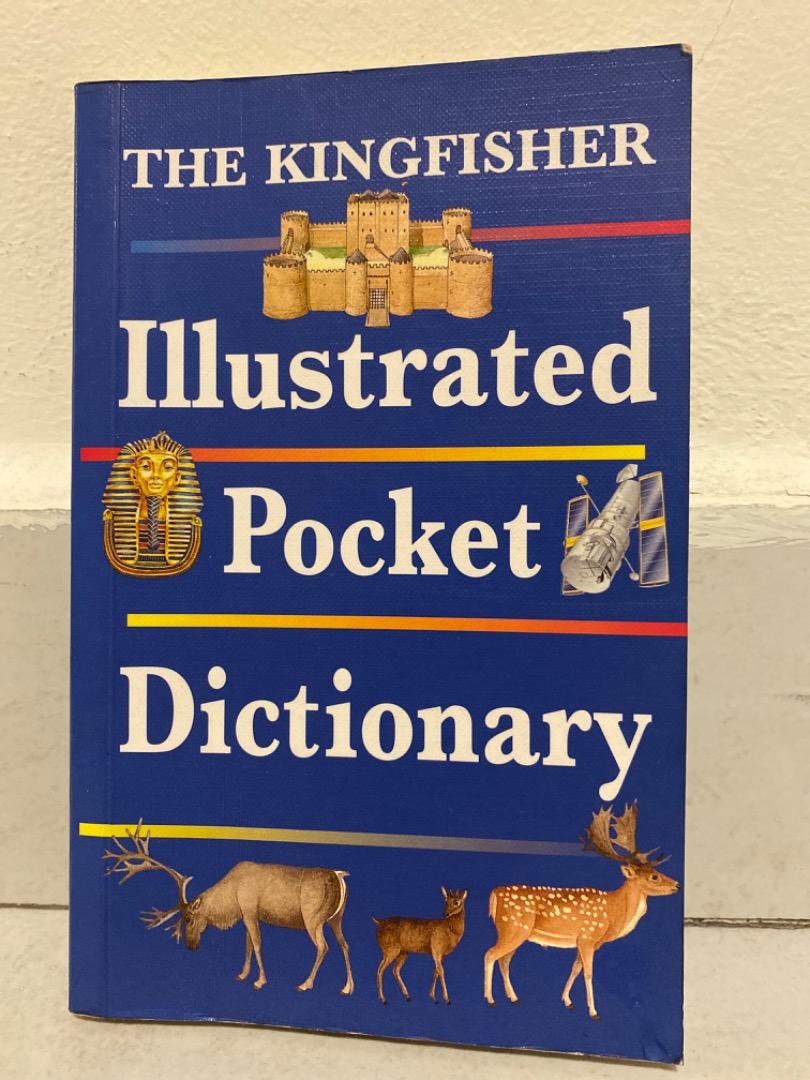 THE KINGFISHER
Illustrated
Pocket
Dictionary